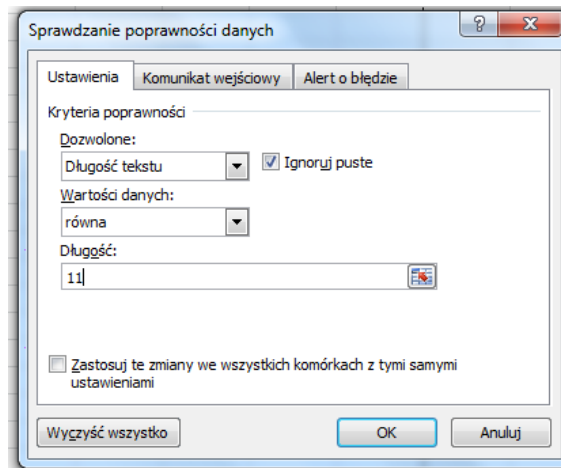 Sprawdzanie poprawności danych
Ustawienia Komunikat wejściowy Alert o błędzie
Kryteria poprawności
Dozwolone:
Długość tekstu Ignoruj puste
Wartości danych:
równa
Długość:
11
Zastosuj te zmiany we wszystkich komórkach z tymi samymi
ustawieniami
Wyczyść wszystko OK Anuluj